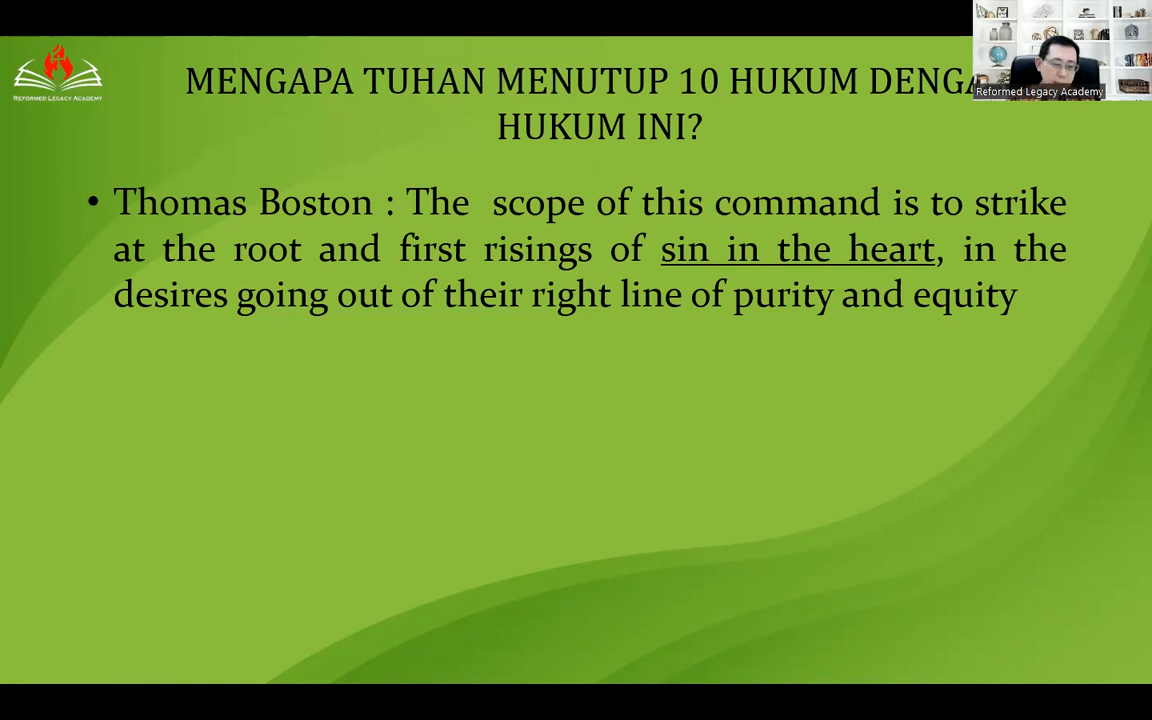 REFORMED LEGACY ACADEMY
MENGAPA TUHAN MENUTUP 10 HUKUM
HUKUM INI?
Reformed Legacy Academy
• Thomas Boston : The scope of this command is to strike
at the root and first risings of sin in the heart, in the
desires going out of their right line of purity and equity